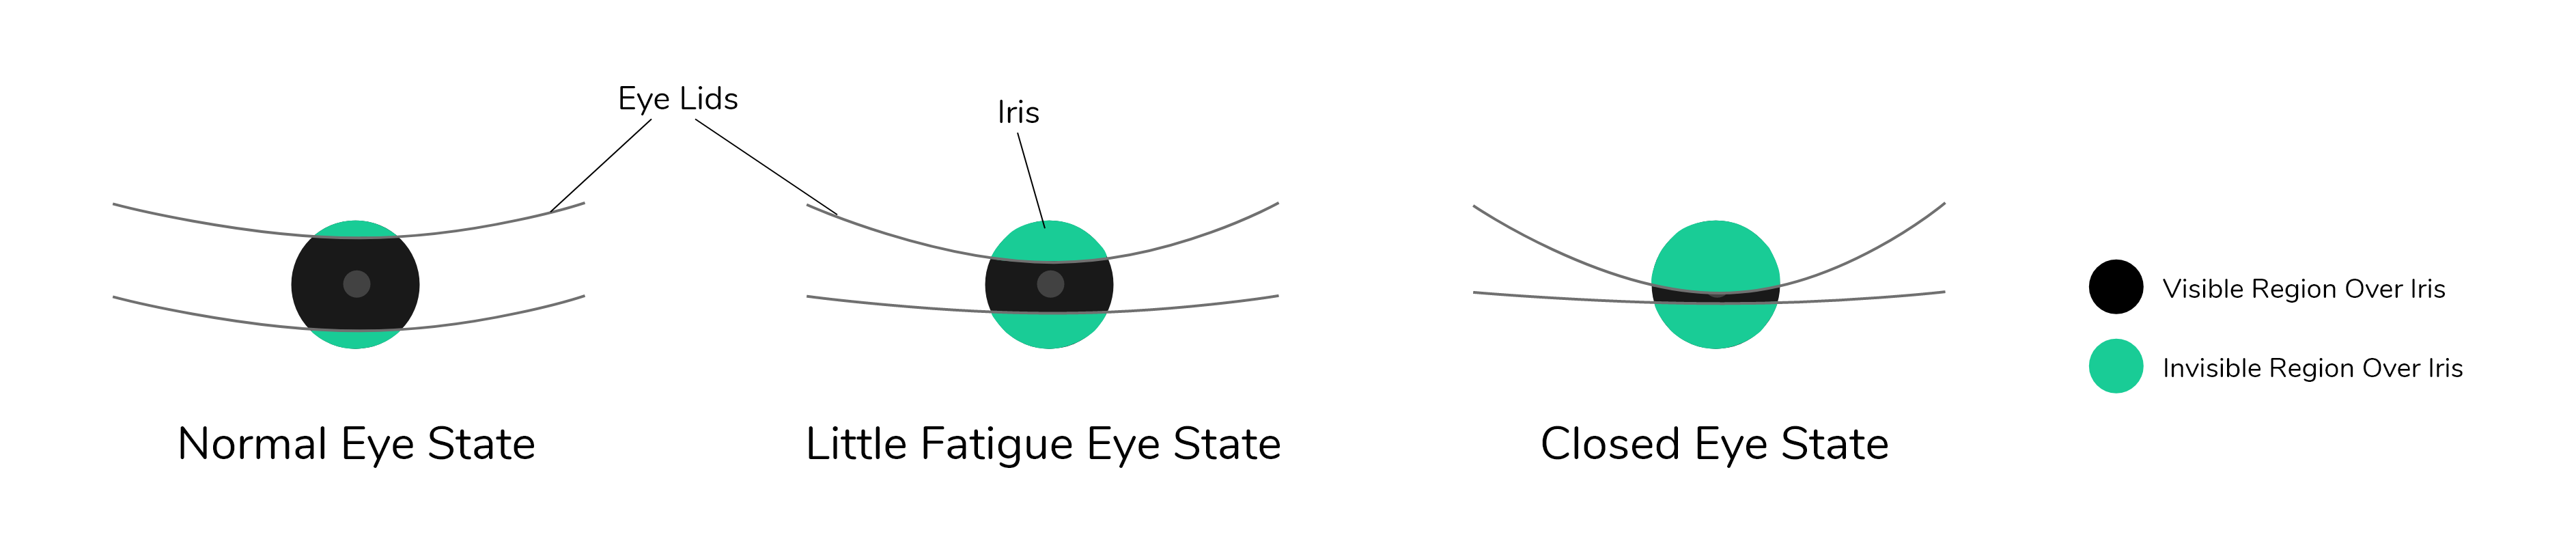 Eye Lids
Iris
Normal Eye State
Little Fatigue Eye State
Closed Eye State
Visible Region Over Iris
Invisible Region Over Iris